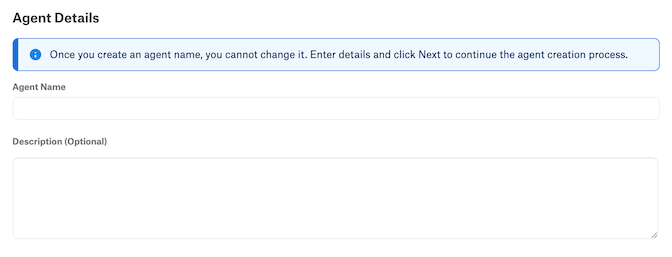 Agent Details
Once you create an agent name, you cannot change it. Enter details and click Next to continue the agent creation process.
Agent Name
Description (Optional)